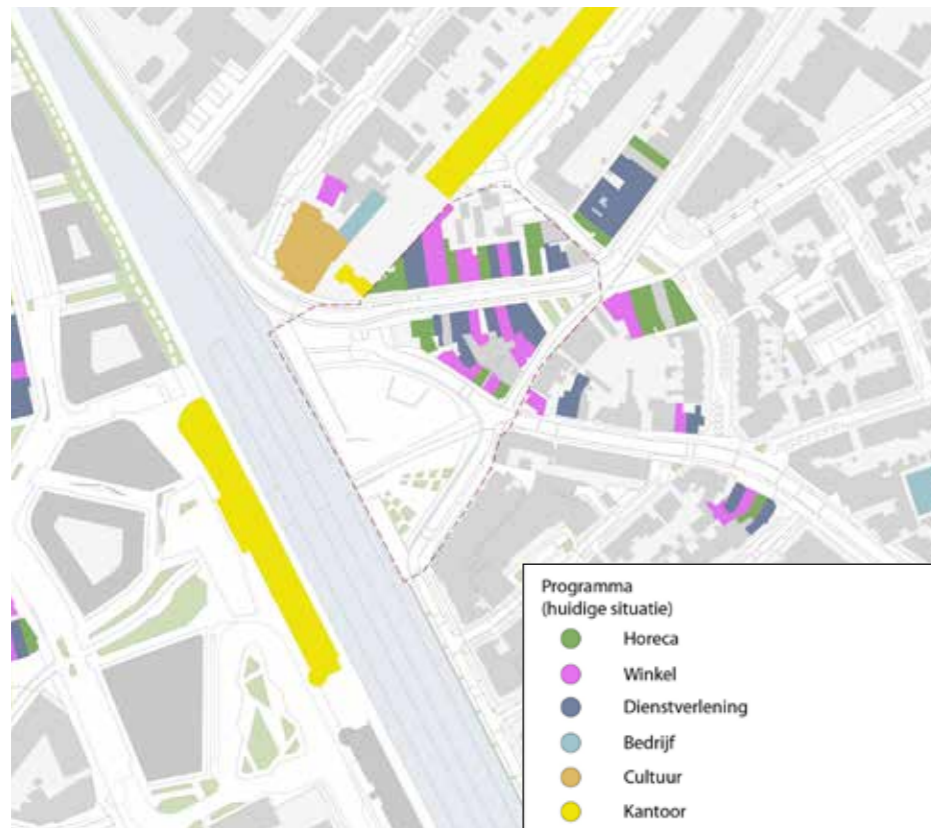 Programma
(huidige situatie)
Horeca
Winkel
Dienstverlening
Bedrijf
Cultuur
Kantoor